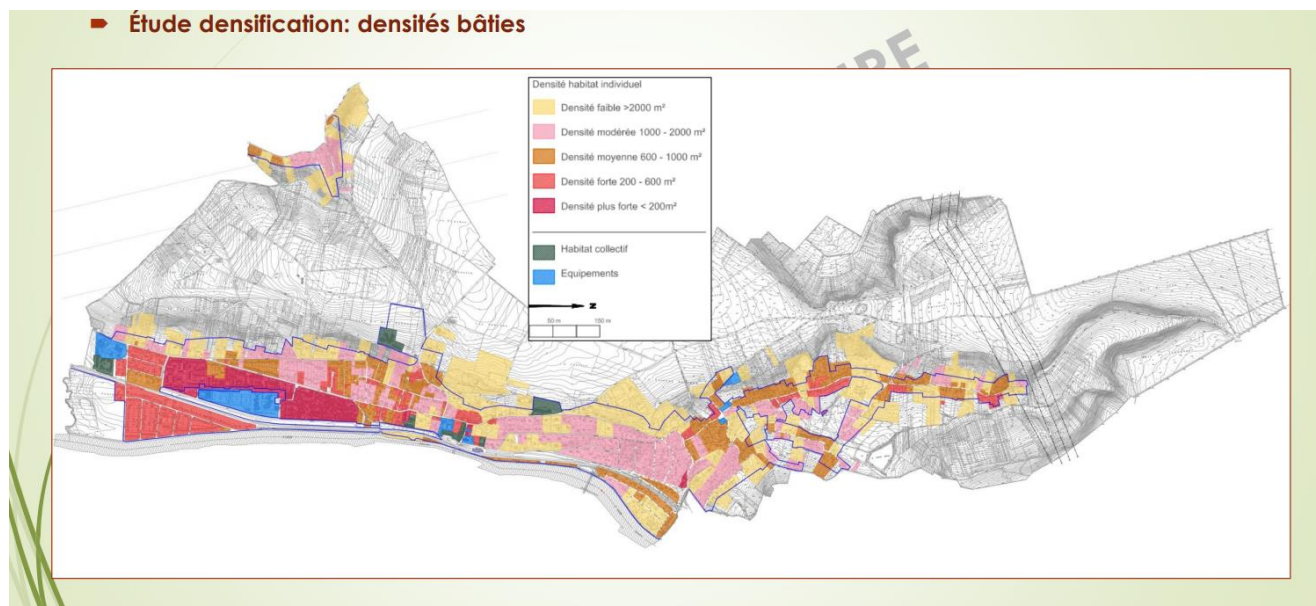 Étude densification: densités bâties
Densité habitat individuel
Densité faible >2000 m²
Densité modérée 1000 - 2000 m²
Densité moyenne 600 - 1000 m²
Densité forte 200 - 600 m²
Densité plus forte < 200m²
Habitat collectif
Equipements
N
50 m 150 m